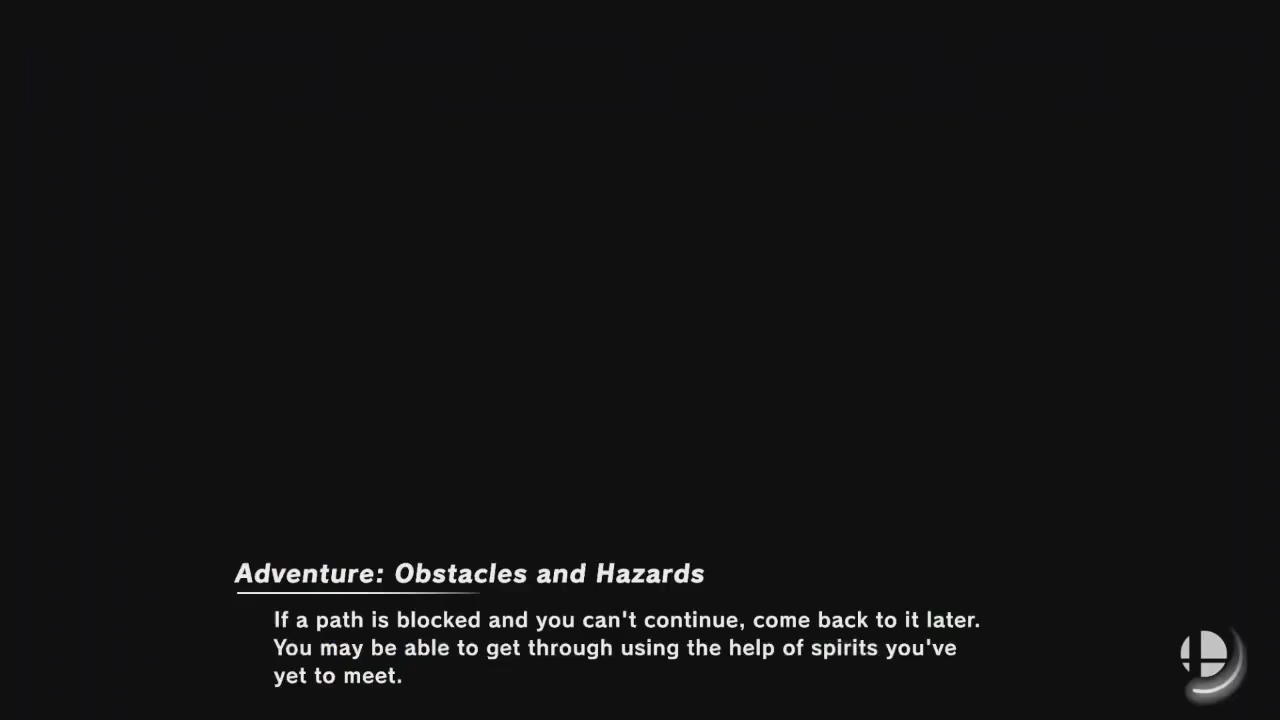 Adventure: Obstacles and Hazards
If a path is blocked and you can't continue, come back to it later.
You may be able to get through using the help of spirits you've
yet to meet.